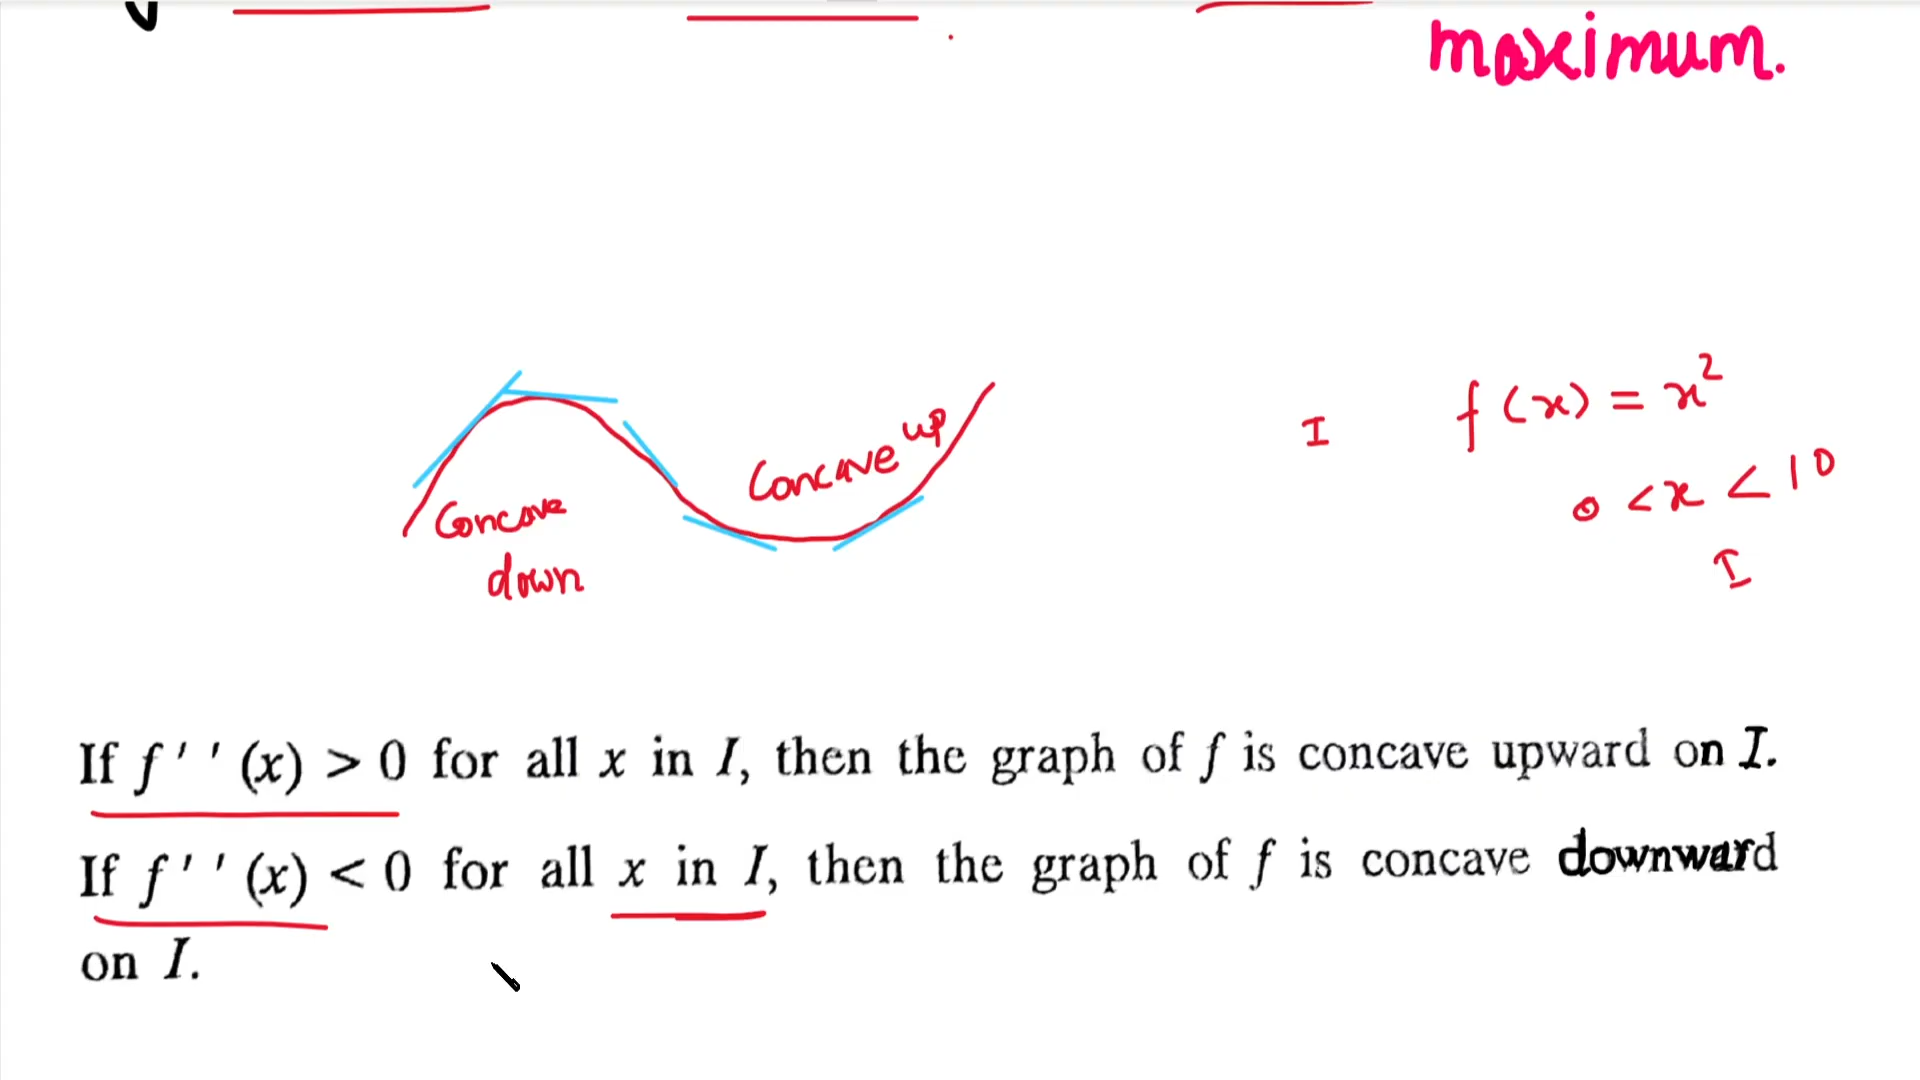 maximum.
Concave up
I f(x) = x²
0 < x < 10
Concave
down
I
If f''(x) > 0 for all x in I, then the graph of f is concave upward on I.
If f''(x) < 0 for all x in I, then the graph of f is concave downward
on I.